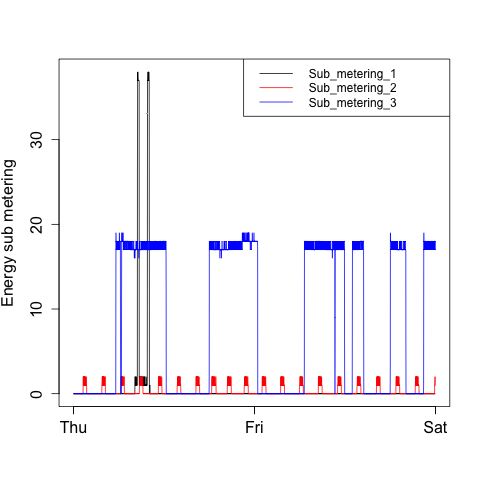 Sub_metering_1
Sub_metering_2
Sub_metering_3
Energy sub metering
30
20
10
0
Thu Fri Sat